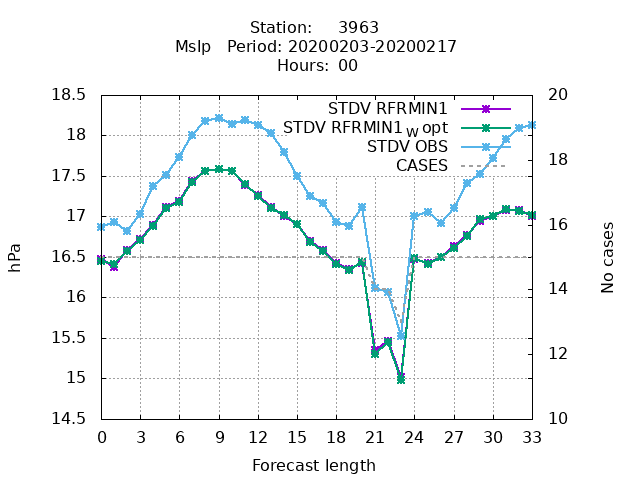 Station: 3963
Mslp Period: 20200203-20200217
Hours: 00
STDV RFRMIN1
STDV RFRMIN1_w opt
STDV OBS
CASES
18.5
18
17.5
17
16.5
16
15.5
15
14.5
hPa
20
18
16
14
12
10
No cases
0 3 6 9 12 15 18 21 24 27 30 33
Forecast length